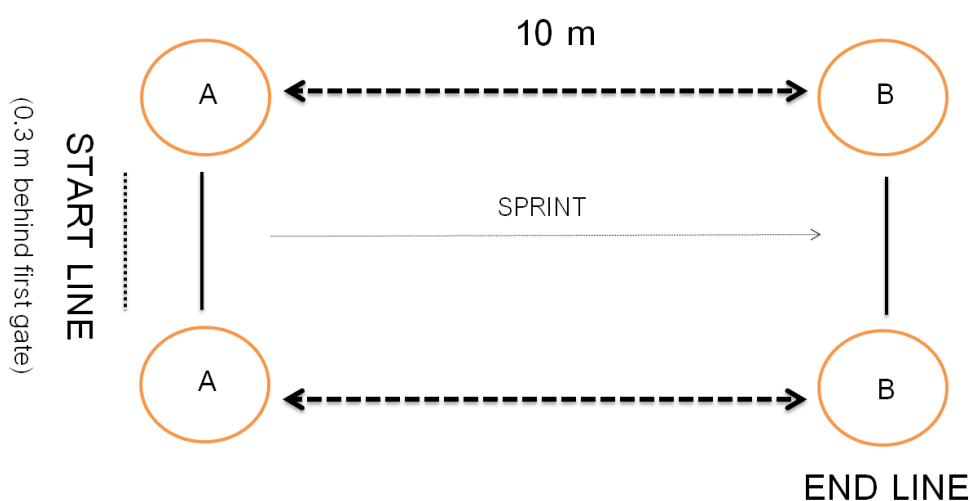 10 m
A
B
START LINE
(0.3 m behind first gate)
SPRINT
A
B
END LINE